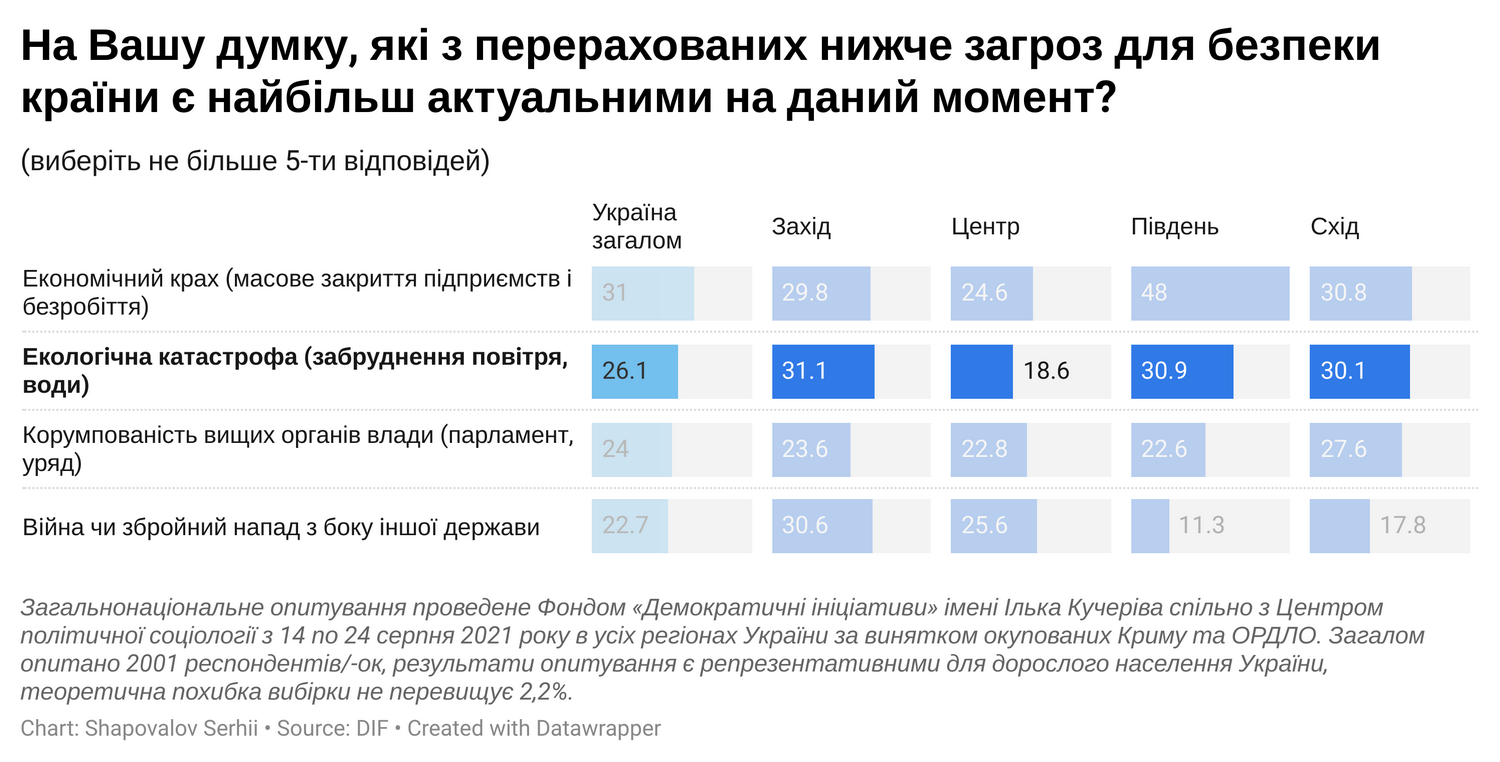 На Вашу думку, які з перерахованих нижче загроз для безпеки
країни є найбільш актуальними на даний момент?
(виберіть не більше 5-ти відповідей)
Україна
загалом
Захід
Центр
Південь
Схід
Економічний крах (масове закриття підприємств і
безробіття)
31
29.8
24.6
48
30.8
Екологічна катастрофа (забруднення повітря,
води)
26.1
31.1
18.6
30.9
30.1
Корумпованість вищих органів влади (парламент,
уряд)
24
23.6
22.8
22.6
27.6
Війна чи збройний напад з боку іншої держави
22.7
30.6
25.6
11.3
17.8
Загальнонаціональне опитування проведене Фондом «Демократичні ініціативи» імені Ілька Кучеріва спільно з Центром
політичної соціології з 14 по 24 серпня 2021 року в усіх регіонах України за винятком окупованих Криму та ОРДЛО. Загалом
опитано 2001 респондентів/-ок, результати опитування є репрезентативними для дорослого населення України,
теоретична похибка вибірки не перевищує 2,2%.
Chart: Shapovalov Serhii • Source: DIF • Created with Datawrapper